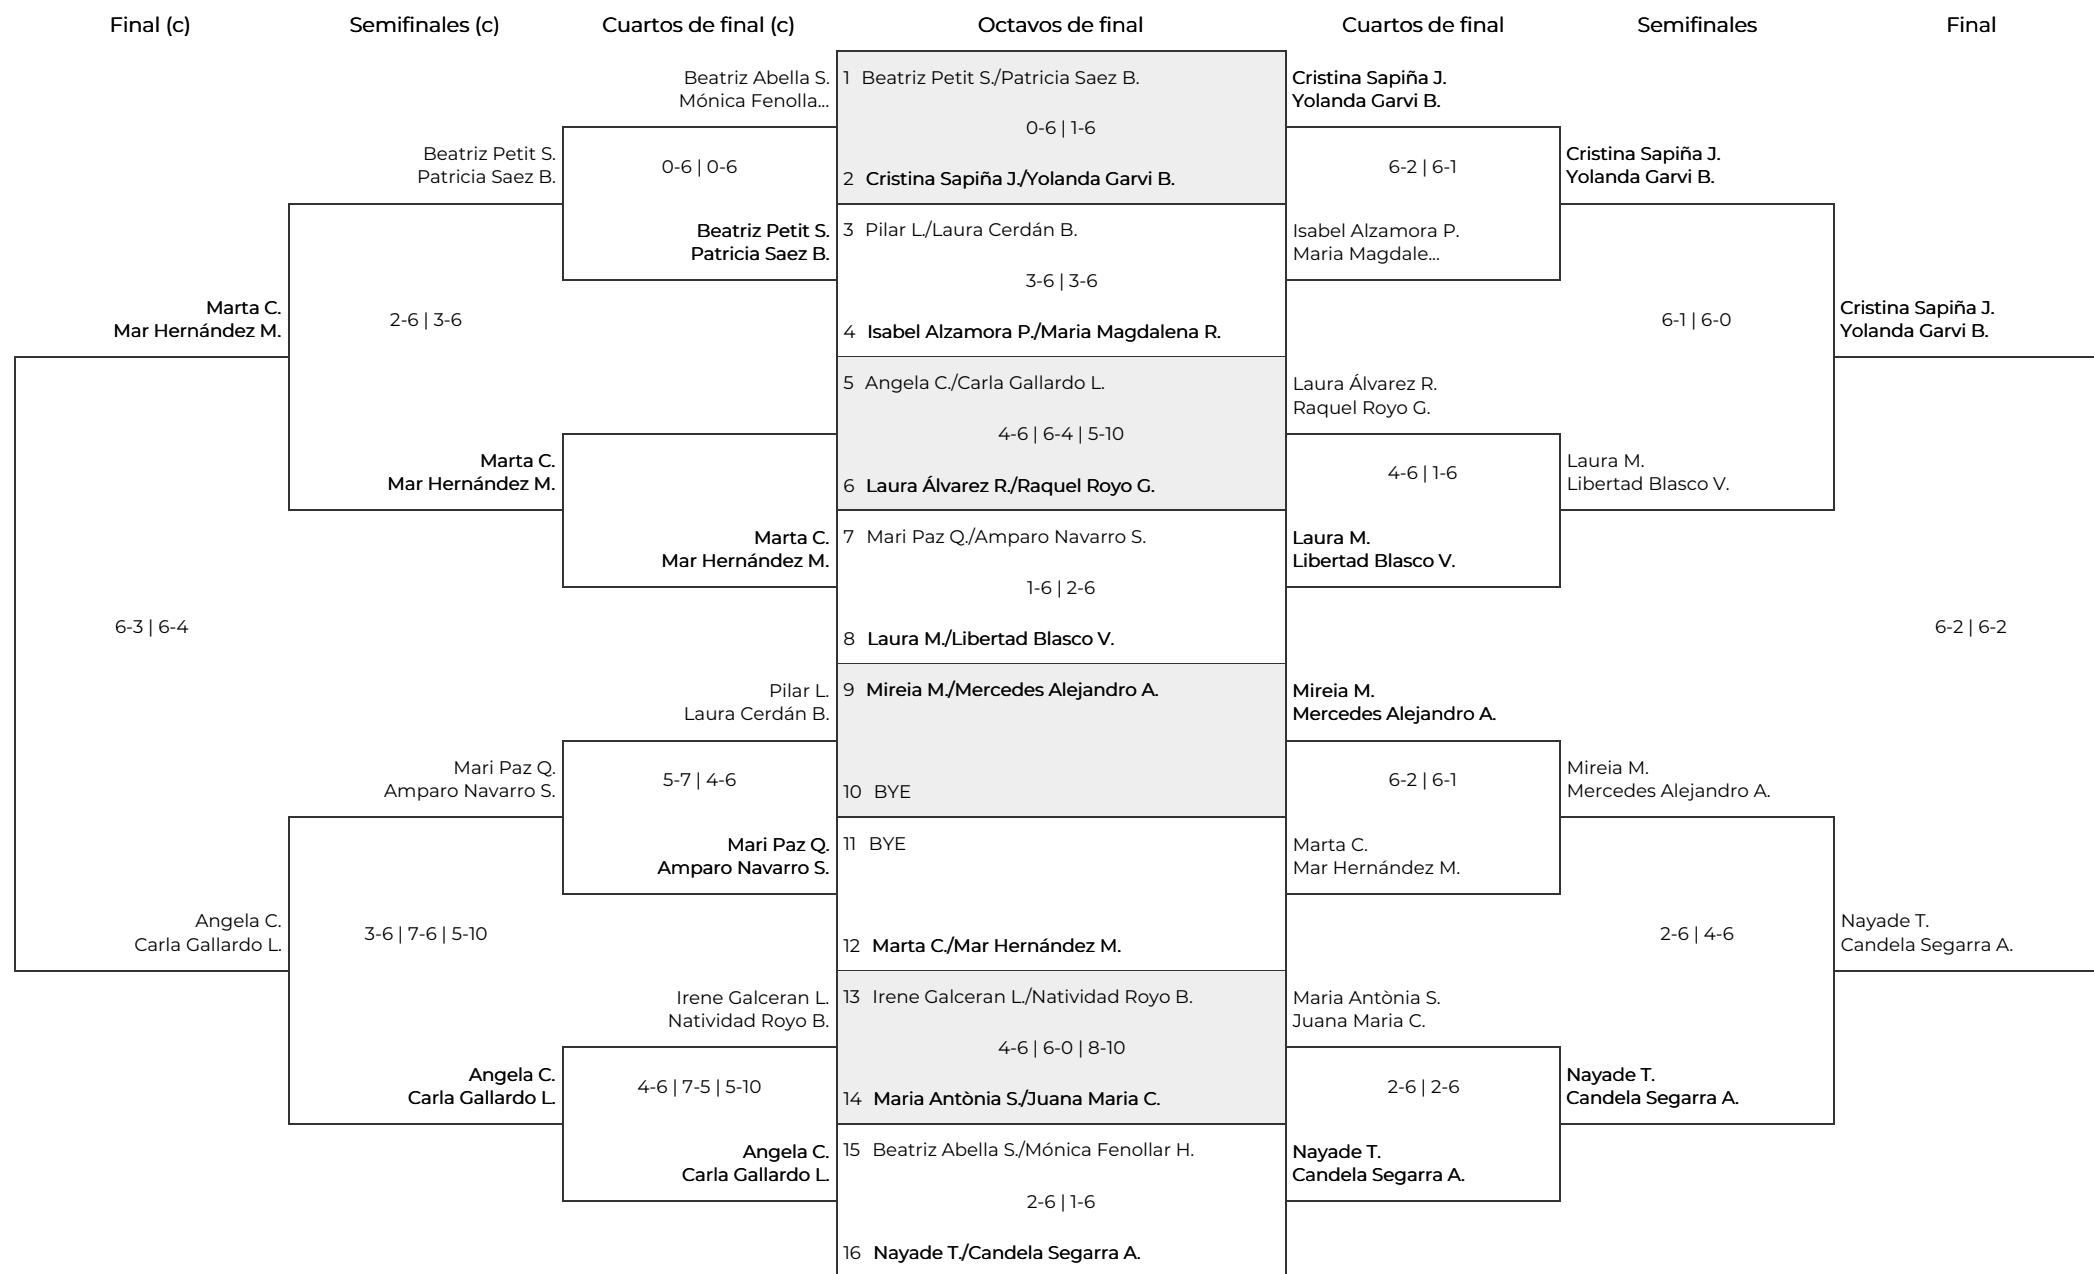 Final (c)
Semifinales (c)
Cuartos de final (c)
Octavos de final
Cuartos de final
Semifinales
Final
Marta C.
Mar Hernández M.
6-3 | 6-4
Angela C.
Carla Gallardo L.
Beatriz Petit S.
Patricia Saez B.
2-6 | 3-6
Marta C.
Mar Hernández M.
Mari Paz Q.
Amparo Navarro S.
3-6 | 7-6 | 5-10
Angela C.
Carla Gallardo L.
Beatriz Abella S.
Mónica Fenolla...
0-6 | 0-6
Beatriz Petit S.
Patricia Saez B.
Marta C.
Mar Hernández M.
Pilar L.
Laura Cerdán B.
5-7 | 4-6
Mari Paz Q.
Amparo Navarro S.
Irene Galceran L.
Natividad Royo B.
4-6 | 7-5 | 5-10
Angela C.
Carla Gallardo L.
1 Beatriz Petit S./Patricia Saez B.
0-6 | 1-6
2 Cristina Sapiña J./Yolanda Garvi B.
3 Pilar L./Laura Cerdán B.
3-6 | 3-6
4 Isabel Alzamora P./Maria Magdalena R.
5 Angela C./Carla Gallardo L.
4-6 | 6-4 | 5-10
6 Laura Álvarez R./Raquel Royo G.
7 Mari Paz Q./Amparo Navarro S.
1-6 | 2-6
8 Laura M./Libertad Blasco V.
9 Mireia M./Mercedes Alejandro A.
10 BYE
11 BYE
12 Marta C./Mar Hernández M.
13 Irene Galceran L./Natividad Royo B.
4-6 | 6-0 | 8-10
14 Maria Antònia S./Juana Maria C.
15 Beatriz Abella S./Mónica Fenollar H.
2-6 | 1-6
16 Nayade T./Candela Segarra A.
Cristina Sapiña J.
Yolanda Garvi B.
6-2 | 6-1
Isabel Alzamora P.
Maria Magdale...
Laura Álvarez R.
Raquel Royo G.
4-6 | 1-6
Laura M.
Libertad Blasco V.
Mireia M.
Mercedes Alejandro A.
6-2 | 6-1
Marta C.
Mar Hernández M.
Maria Antònia S.
Juana Maria C.
2-6 | 2-6
Nayade T.
Candela Segarra A.
Cristina Sapiña J.
Yolanda Garvi B.
6-1 | 6-0
Laura M.
Libertad Blasco V.
Mireia M.
Mercedes Alejandro A.
2-6 | 4-6
Nayade T.
Candela Segarra A.
Cristina Sapiña J.
Yolanda Garvi B.
6-2 | 6-2
Nayade T.
Candela Segarra A.